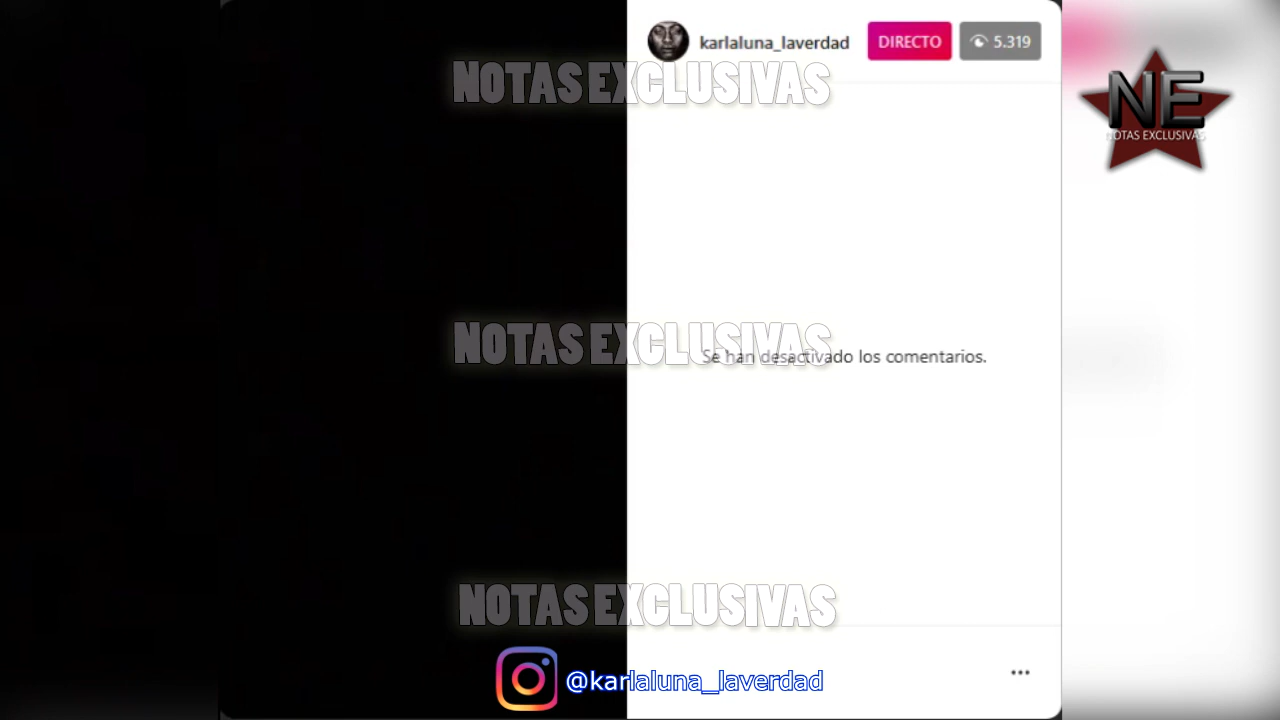 karlaluna_laverdad DIRECTO 5.319
NOTAS EXCLUSIVAS
NE
NOTAS EXCLUSIVAS
NOTAS EXCLUSIVAS
Se han desactivado los comentarios.
NOTAS EXCLUSIVAS
@karlaluna_laverdad